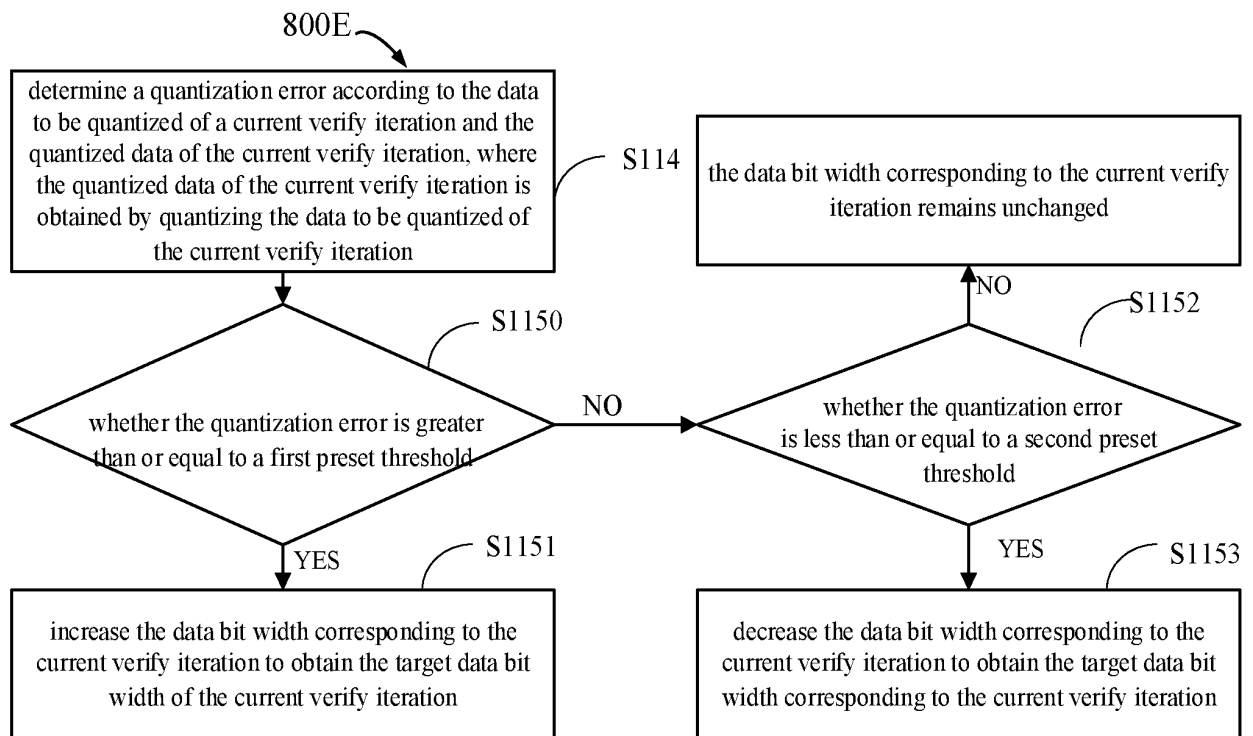 800E
determine a quantization error according to the data
to be quantized of a current verify iteration and the
quantized data of the current verify iteration, where
the quantized data of the current verify iteration is
obtained by quantizing the data to be quantized of
the current verify iteration
S114
the data bit width corresponding to the current verify
iteration remains unchanged
NO
S1152
S1150
whether the quantization error is greater
than or equal to a first preset threshold
NO
whether the quantization error
is less than or equal to a second preset
threshold
YES
S1151
YES
S1153
increase the data bit width corresponding to the
current verify iteration to obtain the target data bit
width of the current verify iteration
decrease the data bit width corresponding to the
current verify iteration to obtain the target data bit
width corresponding to the current verify iteration